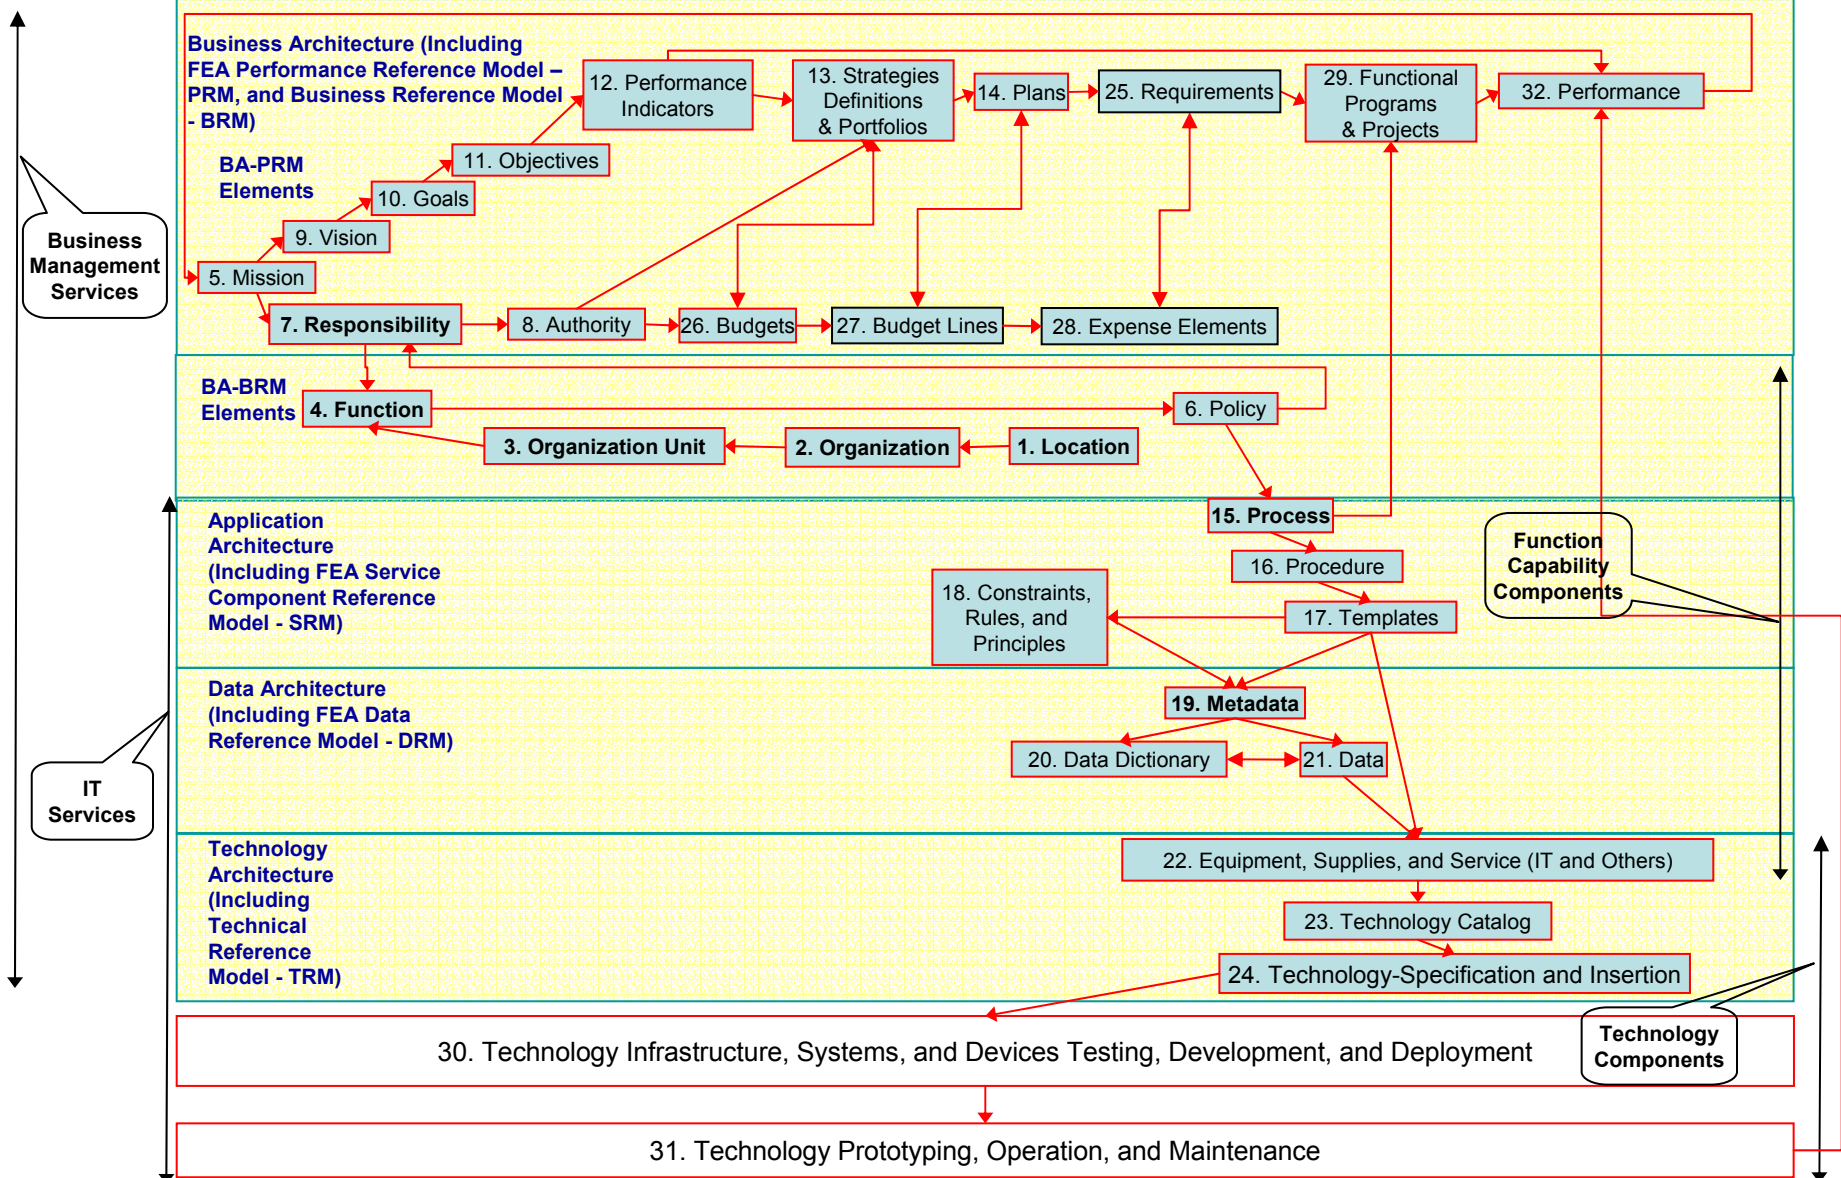 Business Architecture (Including
FEA Performance Reference Model –
PRM, and Business Reference Model
- BRM)
12. Performance
Indicators
13. Strategies
Definitions
& Portfolios
14. Plans
25. Requirements
29. Functional
Programs
& Projects
32. Performance
BA-PRM
Elements
11. Objectives
10. Goals
9. Vision
5. Mission
Business
Management
Services
7. Responsibility
8. Authority
26. Budgets
27. Budget Lines
28. Expense Elements
BA-BRM
Elements
4. Function
6. Policy
3. Organization Unit
2. Organization
1. Location
Application
Architecture
(Including FEA Service
Component Reference
Model - SRM)
15. Process
16. Procedure
17. Templates
18. Constraints,
Rules, and
Principles
Function
Capability
Components
Data Architecture
(Including FEA Data
Reference Model - DRM)
19. Metadata
20. Data Dictionary
21. Data
IT
Services
Technology
Architecture
(Including
Technical
Reference
Model - TRM)
22. Equipment, Supplies, and Service (IT and Others)
23. Technology Catalog
24. Technology-Specification and Insertion
30. Technology Infrastructure, Systems, and Devices Testing, Development, and Deployment
Technology
Components
31. Technology Prototyping, Operation, and Maintenance